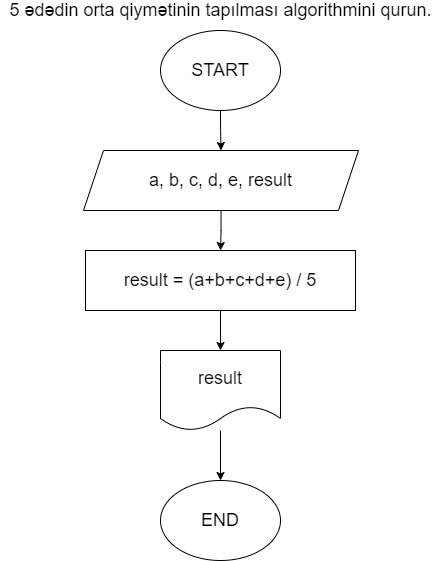 5 ədədin orta qiymətinin tapılması algorithmini qurun.
START
a, b, c, d, e, result
result = (a+b+c+d+e) / 5
result
END